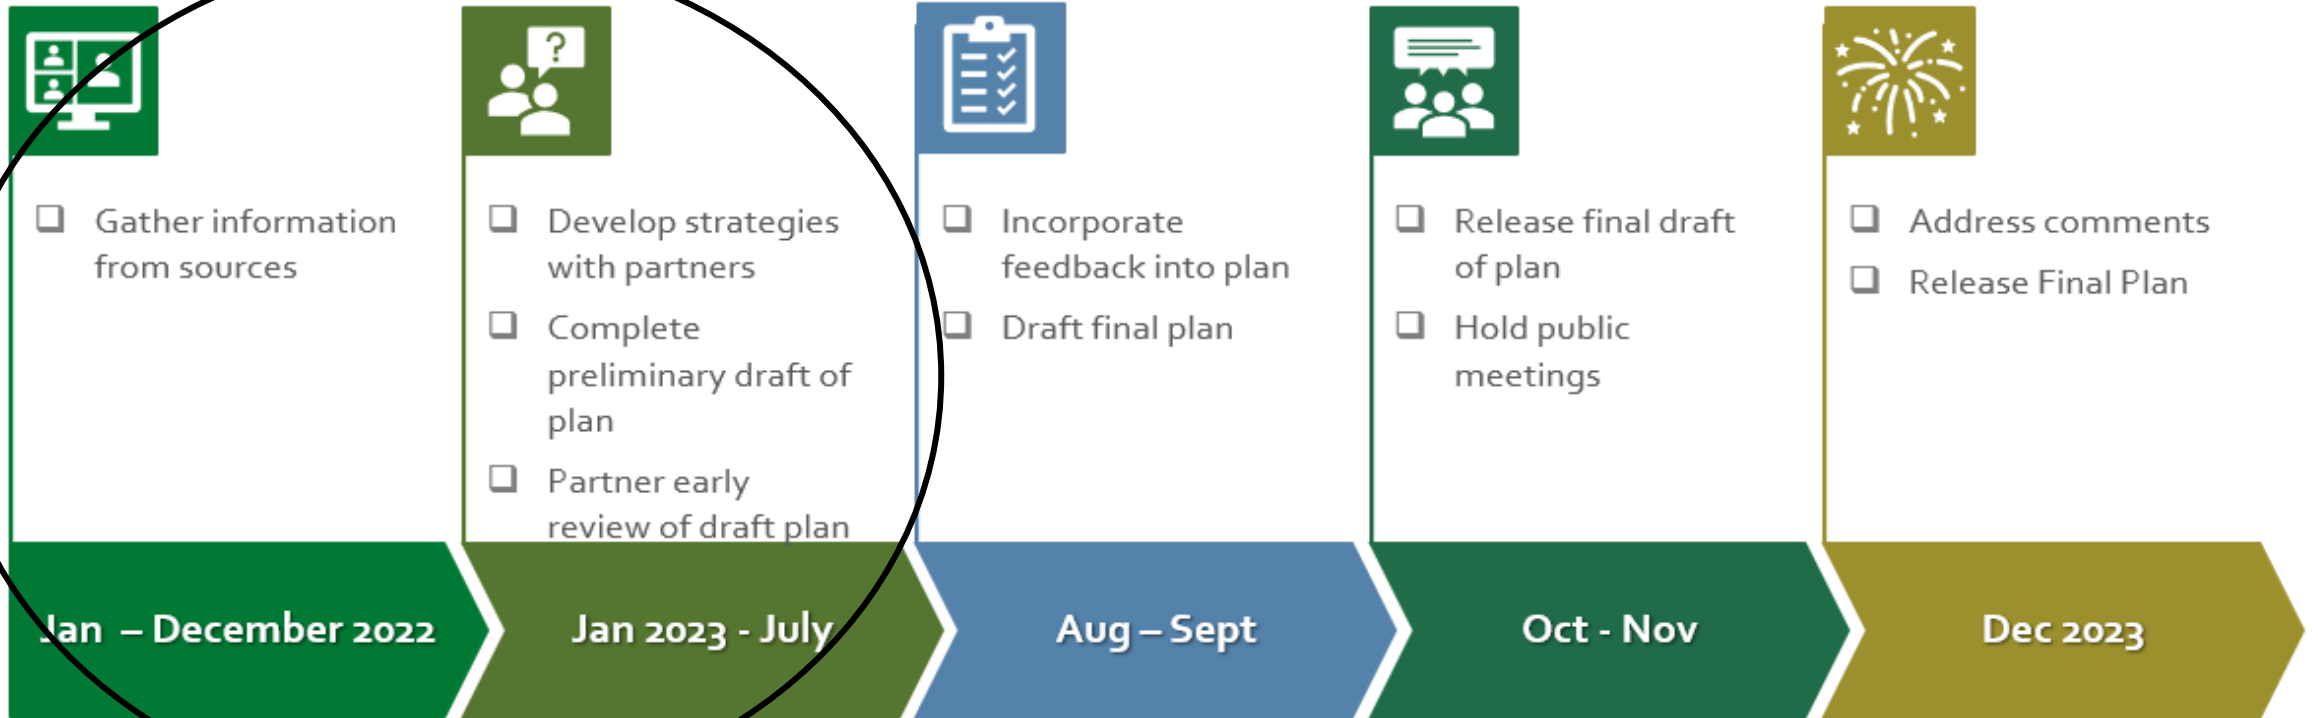 ?
Gather information
from sources
Develop strategies
with partners
Complete
preliminary draft of
plan
Partner early
review of draft plan
Incorporate
feedback into plan
Draft final plan
Release final draft
of plan
Hold public
meetings
Address comments
Release Final Plan
Jan – December 2022
Jan 2023 - July
Aug – Sept
Oct - Nov
Dec 2023